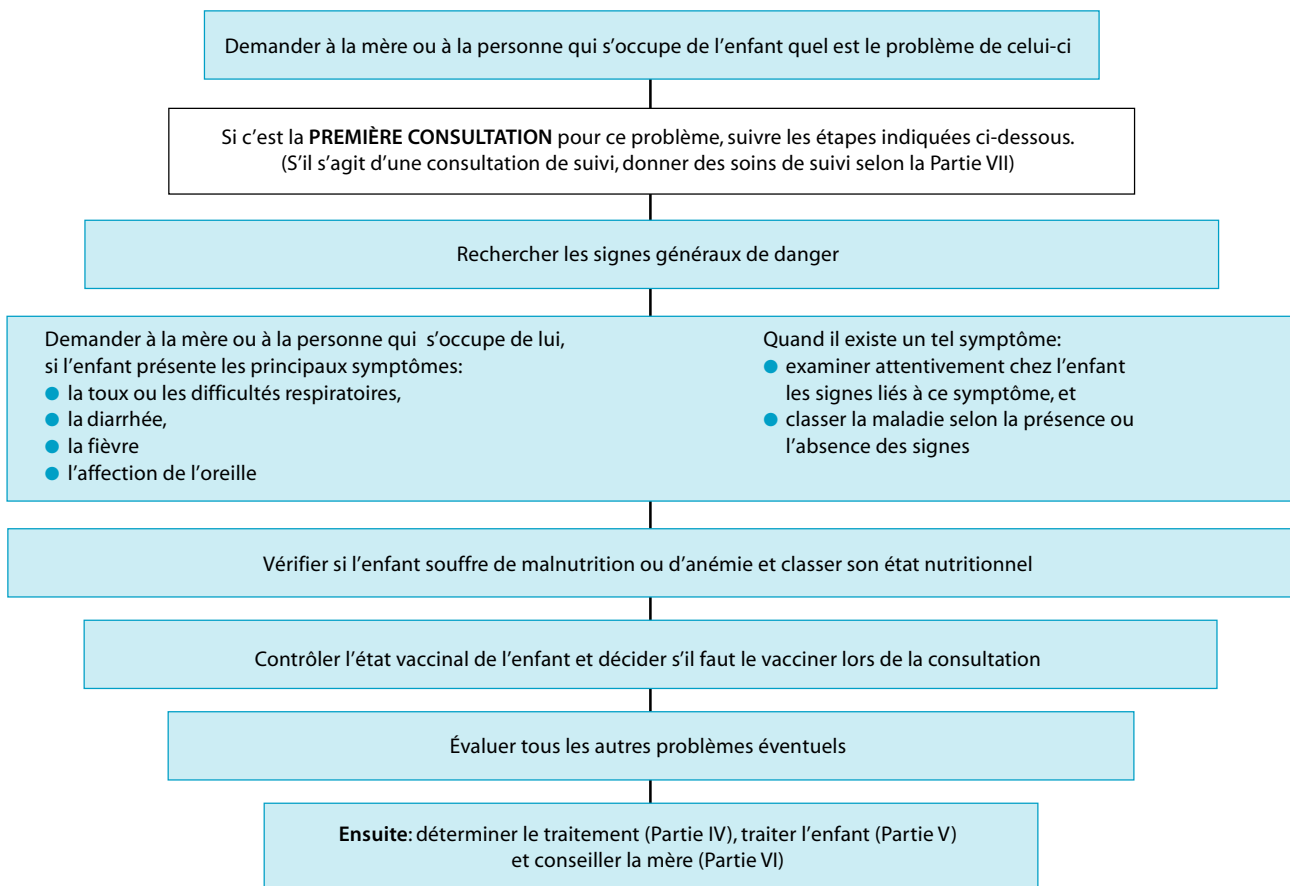 Demander à la mère ou à la personne qui s’occupe de l’enfant quel est le problème de celui-ci
Si c’est la PREMIÈRE CONSULTATION pour ce problème, suivre les étapes indiquées ci-dessous.
(S’il s’agit d’une consultation de suivi, donner des soins de suivi selon la Partie VII)
Rechercher les signes généraux de danger
Demander à la mère ou à la personne qui s’occupe de lui,
si l’enfant présente les principaux symptômes:
● la toux ou les difficultés respiratoires,
● la diarrhée,
● la fièvre
● l’affection de l’oreille
Quand il existe un tel symptôme:
● examiner attentivement chez l’enfant
les signes liés à ce symptôme, et
● classer la maladie selon la présence ou
l’absence des signes
Vérifier si l’enfant souffre de malnutrition ou d’anémie et classer son état nutritionnel
Contrôler l’état vaccinal de l’enfant et décider s’il faut le vacciner lors de la consultation
Évaluer tous les autres problèmes éventuels
Ensuite: déterminer le traitement (Partie IV), traiter l’enfant (Partie V)
et conseiller la mère (Partie VI)